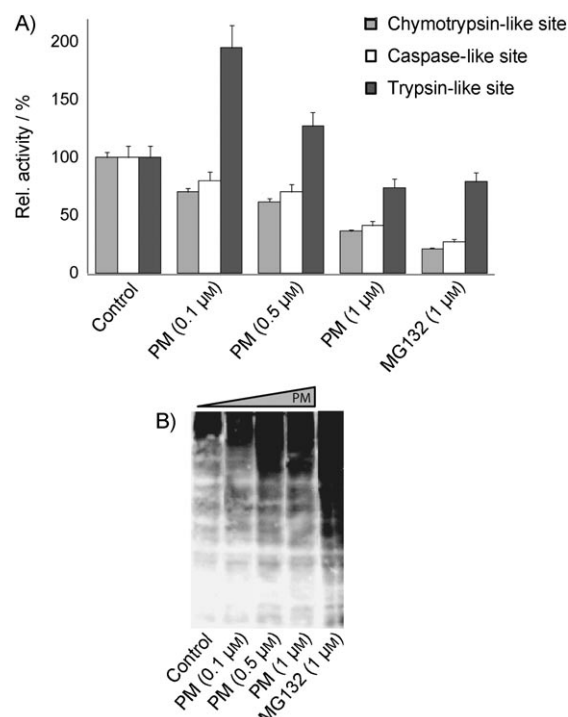 A)
Rel. activity / %
200
150
100
50
0
Chymotrypsin-like site
Caspase-like site
Trypsin-like site
Control
PM (0.1 μM)
PM (0.5 μM)
PM (1 μM)
MG132 (1 μM)
B)
PM
Control
PM (0.1 μM)
PM (0.5 μM)
PM (1 μM)
MG132 (1 μM)